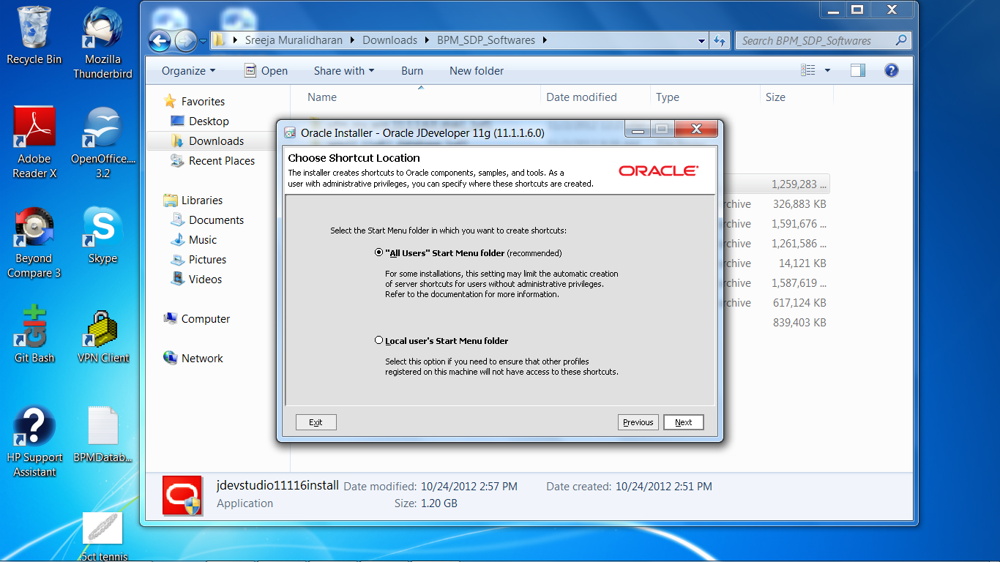 Recycle Bin
Mozilla
Thunderbird
Adobe
Reader X
OpenOffice....
3.2
Beyond
Compare 3
Skype
Git Bash
VPN Client
HP Support
Assistant
BPMDatab...
.5ct tennis
Sreeja Muralidharan
Downloads
BPM_SDP_Softwares
Search BPM_SDP_Softwares
Organize
Open
Share with
Burn
New folder
Name
Date modified
Type
Size
Favorites
Desktop
Downloads
Recent Places
Libraries
Documents
Music
Pictures
Videos
Computer
Network
1,259,283 ...
rchive 326,883 KB
rchive 1,591,676 ...
rchive 1,261,586 ...
rchive 14,121 KB
rchive 1,587,619 ...
rchive 617,124 KB
839,403 KB
Oracle Installer - Oracle JDeveloper 11g (11.1.1.6.0)
Choose Shortcut Location
The installer creates shortcuts to Oracle components, samples, and tools. As a
user with administrative privileges, you can specify where these shortcuts are created.
ORACLE
Select the Start Menu folder in which you want to create shortcuts:
"All Users" Start Menu folder (recommended)
For some installations, this setting may limit the automatic creation
of server shortcuts for users without administrative privileges.
Refer to the documentation for more information.
Local user's Start Menu folder
Select this option if you need to ensure that other profiles
registered on this machine will not have access to these shortcuts.
Exit
Previous
Next
jdevstudio11116install Date modified: 10/24/2012 2:57 PM Date created: 10/24/2012 2:51 PM
Application Size: 1.20 GB